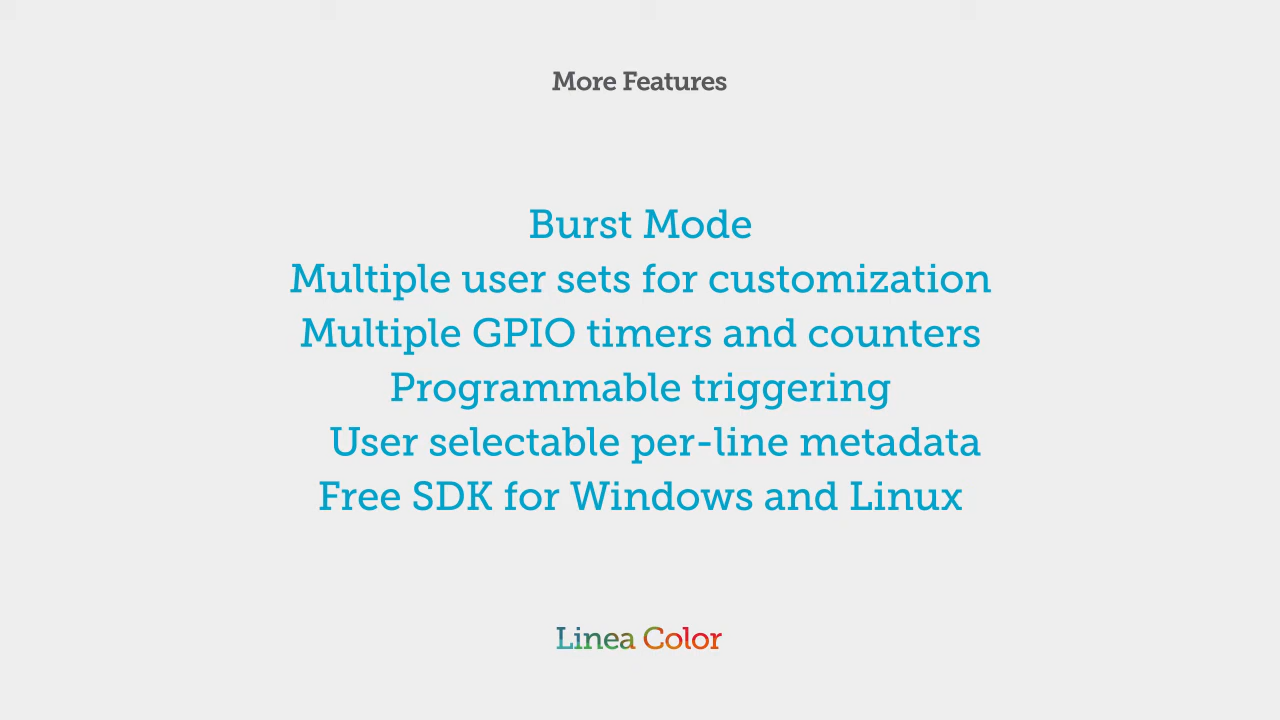 More Features
Burst Mode
Multiple user sets for customization
Multiple GPIO timers and counters
Programmable triggering
User selectable per-line metadata
Free SDK for Windows and Linux
Linea Color